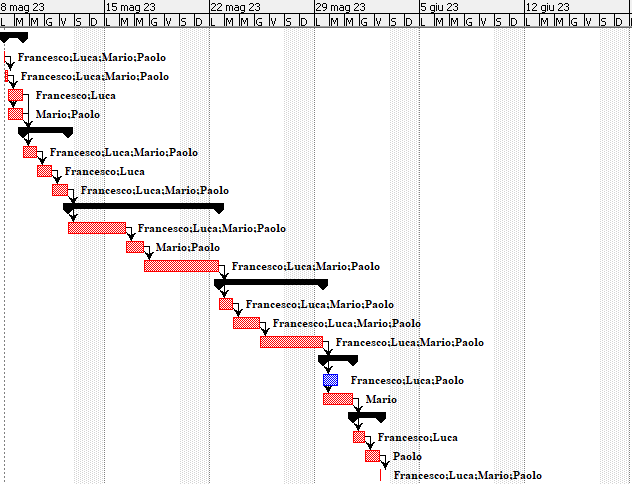 8 mag 23 15 mag 23 22 mag 23 29 mag 23 5 giu 23 12 giu 23
L M M G V S D L M M G V S D L M M G V S D L M M G V S D L M M G V S D L M M G V S D L
Francesco;Luca;Mario;Paolo
Francesco;Luca;Mario;Paolo
Francesco;Luca
Mario;Paolo
Francesco;Luca;Mario;Paolo
Francesco;Luca
Francesco;Luca;Mario;Paolo
Francesco;Luca;Mario;Paolo
Mario;Paolo
Francesco;Luca;Mario;Paolo
Francesco;Luca;Mario;Paolo
Francesco;Luca;Mario;Paolo
Francesco;Luca;Mario;Paolo
Francesco;Luca;Paolo
Mario
Francesco;Luca
Paolo
Francesco;Luca;Mario;Paolo